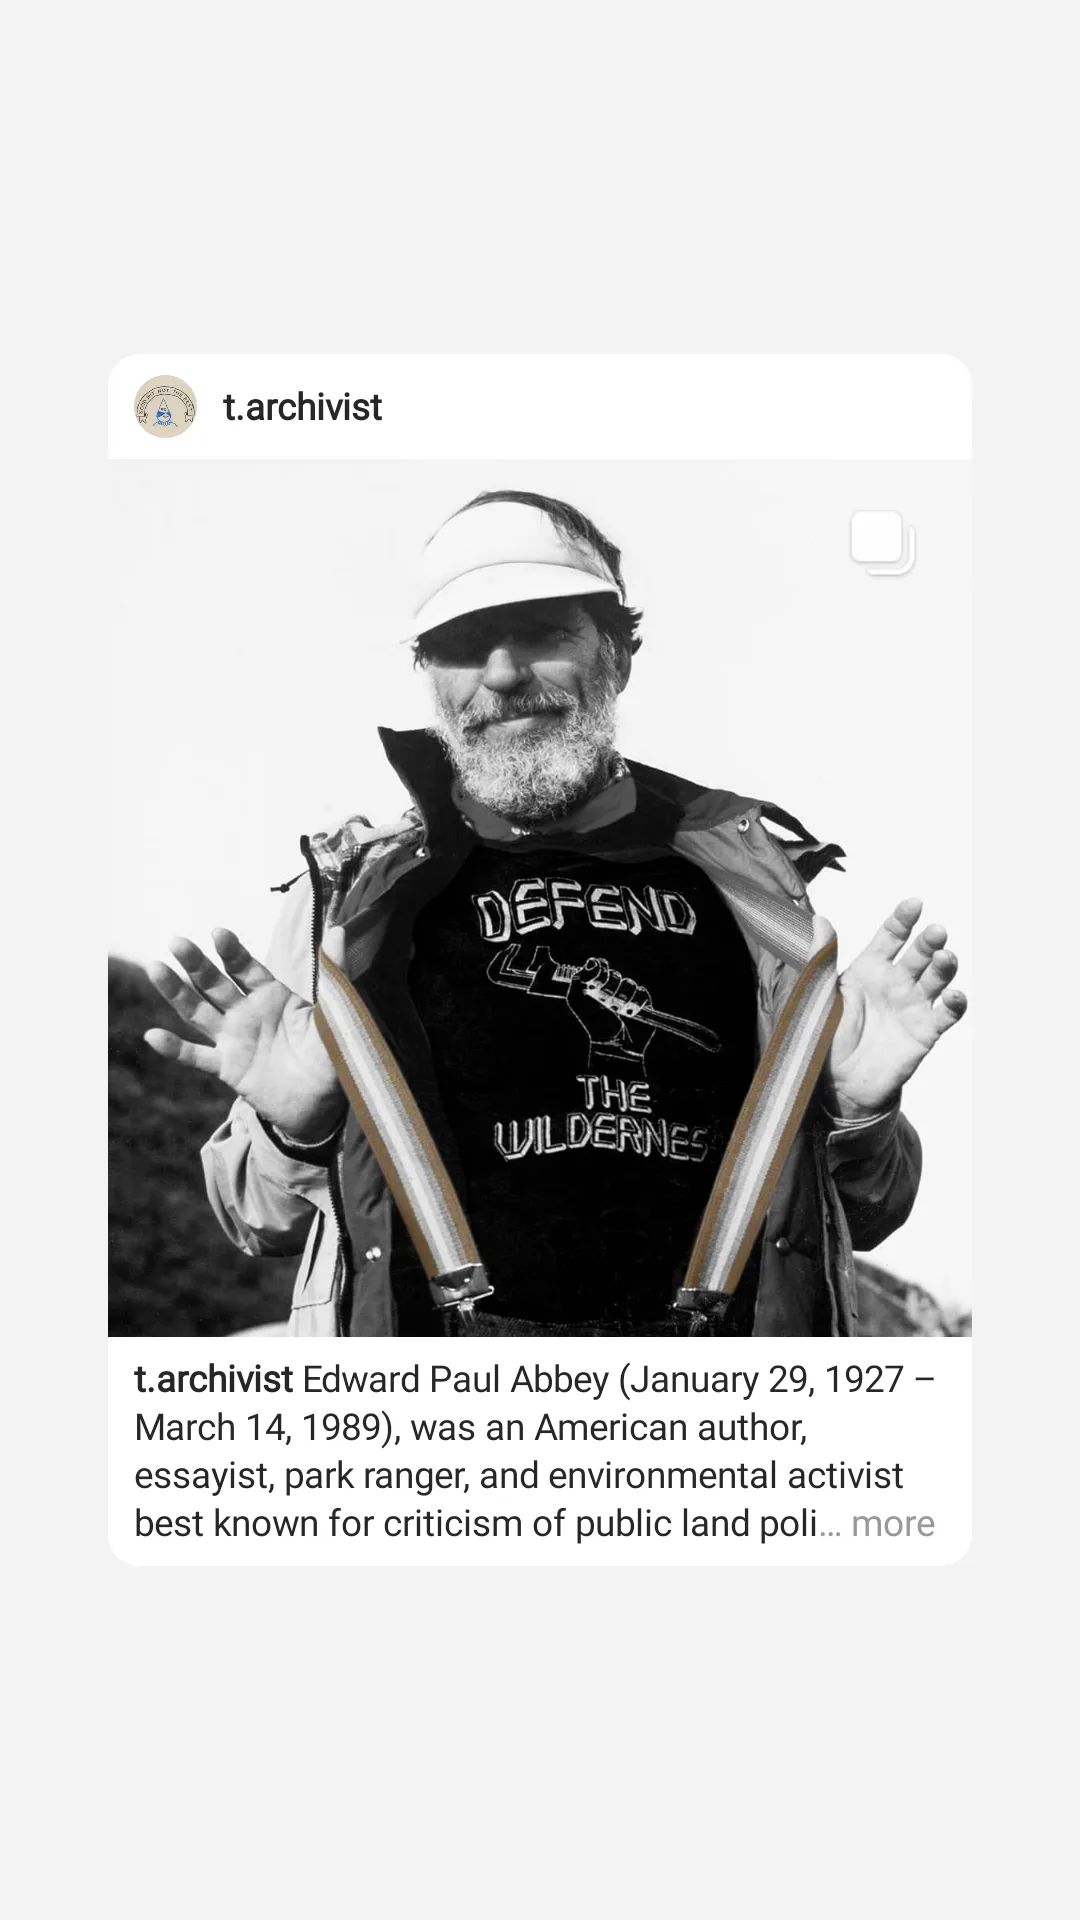 t.archivist
DEFEND
THE
WILDERNES
t.archivist Edward Paul Abbey (January 29, 1927 –
March 14, 1989), was an American author,
essayist, park ranger, and environmental activist
best known for criticism of public land poli… more